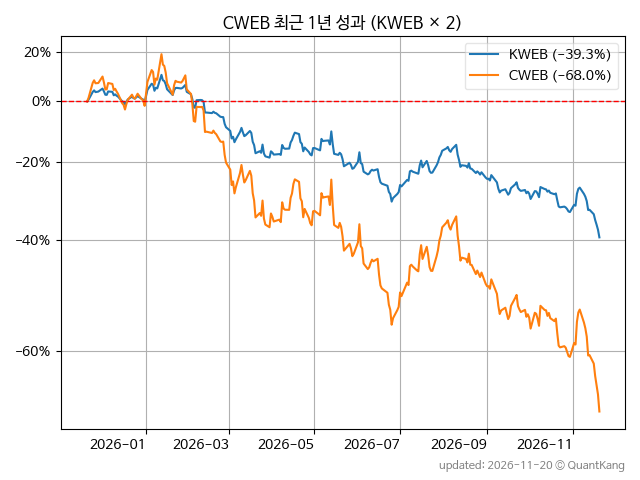 CWEB 최근 1년 성과 (KWEB × 2)
KWEB (−39.3%)
CWEB (−68.0%)
20%
0%
−20%
−40%
−60%
2026-01 2026-03 2026-05 2026-07 2026-09 2026-11
updated: 2026-11-20 © QuantKang